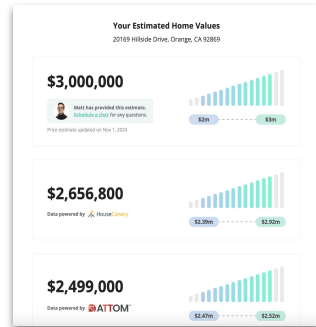 Your Estimated Home Values
20169 Hillside Drive, Orange, CA 92869
$3,000,000
Matt has provided this estimate.
Schedule a chat for any questions.
Price estimate updated on Nov 1, 2024
$2m
$3m
$2,656,800
Data powered by HouseCanary
$2.39m
$2.92m
$2,499,000
Data powered by ATTOM
$2.47m
$2.52m